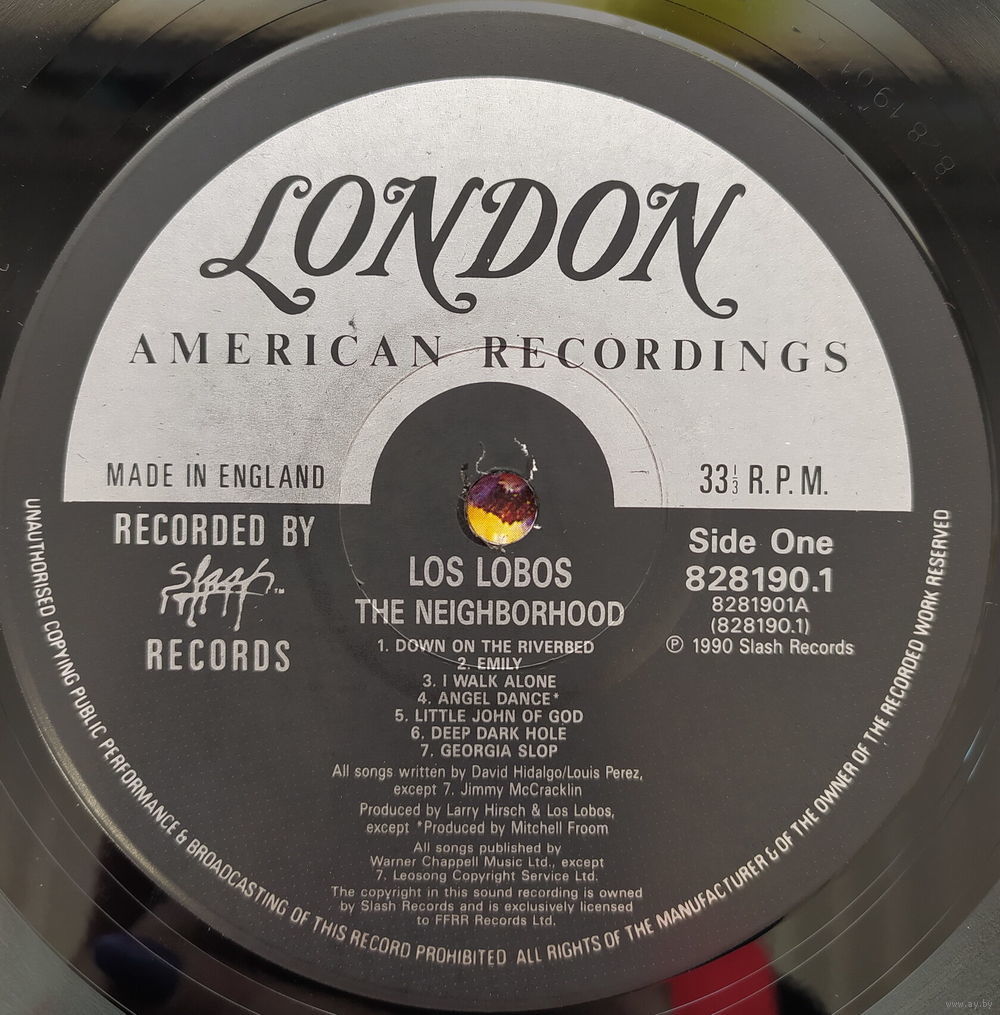 LONDON
AMERICAN RECORDINGS
MADE IN ENGLAND
33⅓ R.P.M.
RECORDED BY
Slash™
RECORDS
Side One
828190.1
8281901A
(828190.1)
℗ 1990 Slash Records
LOS LOBOS
THE NEIGHBORHOOD
1. DOWN ON THE RIVERBED
2. EMILY
3. I WALK ALONE
4. ANGEL DANCE*
5. LITTLE JOHN OF GOD
6. DEEP DARK HOLE
7. GEORGIA SLOP
All songs written by David Hidalgo/Louis Perez,
except 7. Jimmy McCracklin
Produced by Larry Hirsch & Los Lobos,
except *Produced by Mitchell Froom
All songs published by
Warner Chappell Music Ltd., except
7. Leosong Copyright Service Ltd.
The copyright in this sound recording is owned
by Slash Records and is exclusively licensed
to FFRR Records Ltd.
UNAUTHORISED COPYING PUBLIC PERFORMANCE & BROADCASTING OF THIS RECORD PROHIBITED ALL RIGHTS OF THE MANUFACTURER & OF THE OWNER OF THE RECORDED WORK RESERVED
8281901
www.ay.by